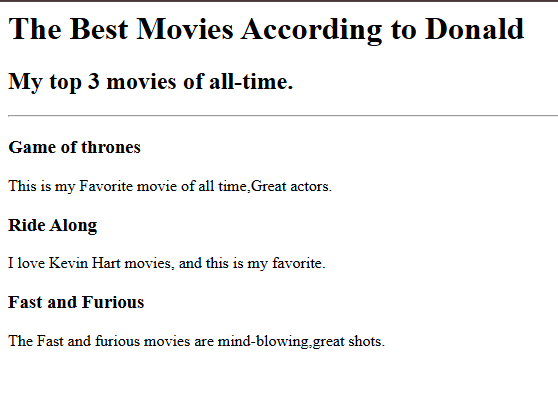 The Best Movies According to Donald
My top 3 movies of all-time.
Game of thrones
This is my Favorite movie of all time,Great actors.
Ride Along
I love Kevin Hart movies, and this is my favorite.
Fast and Furious
The Fast and furious movies are mind-blowing,great shots.